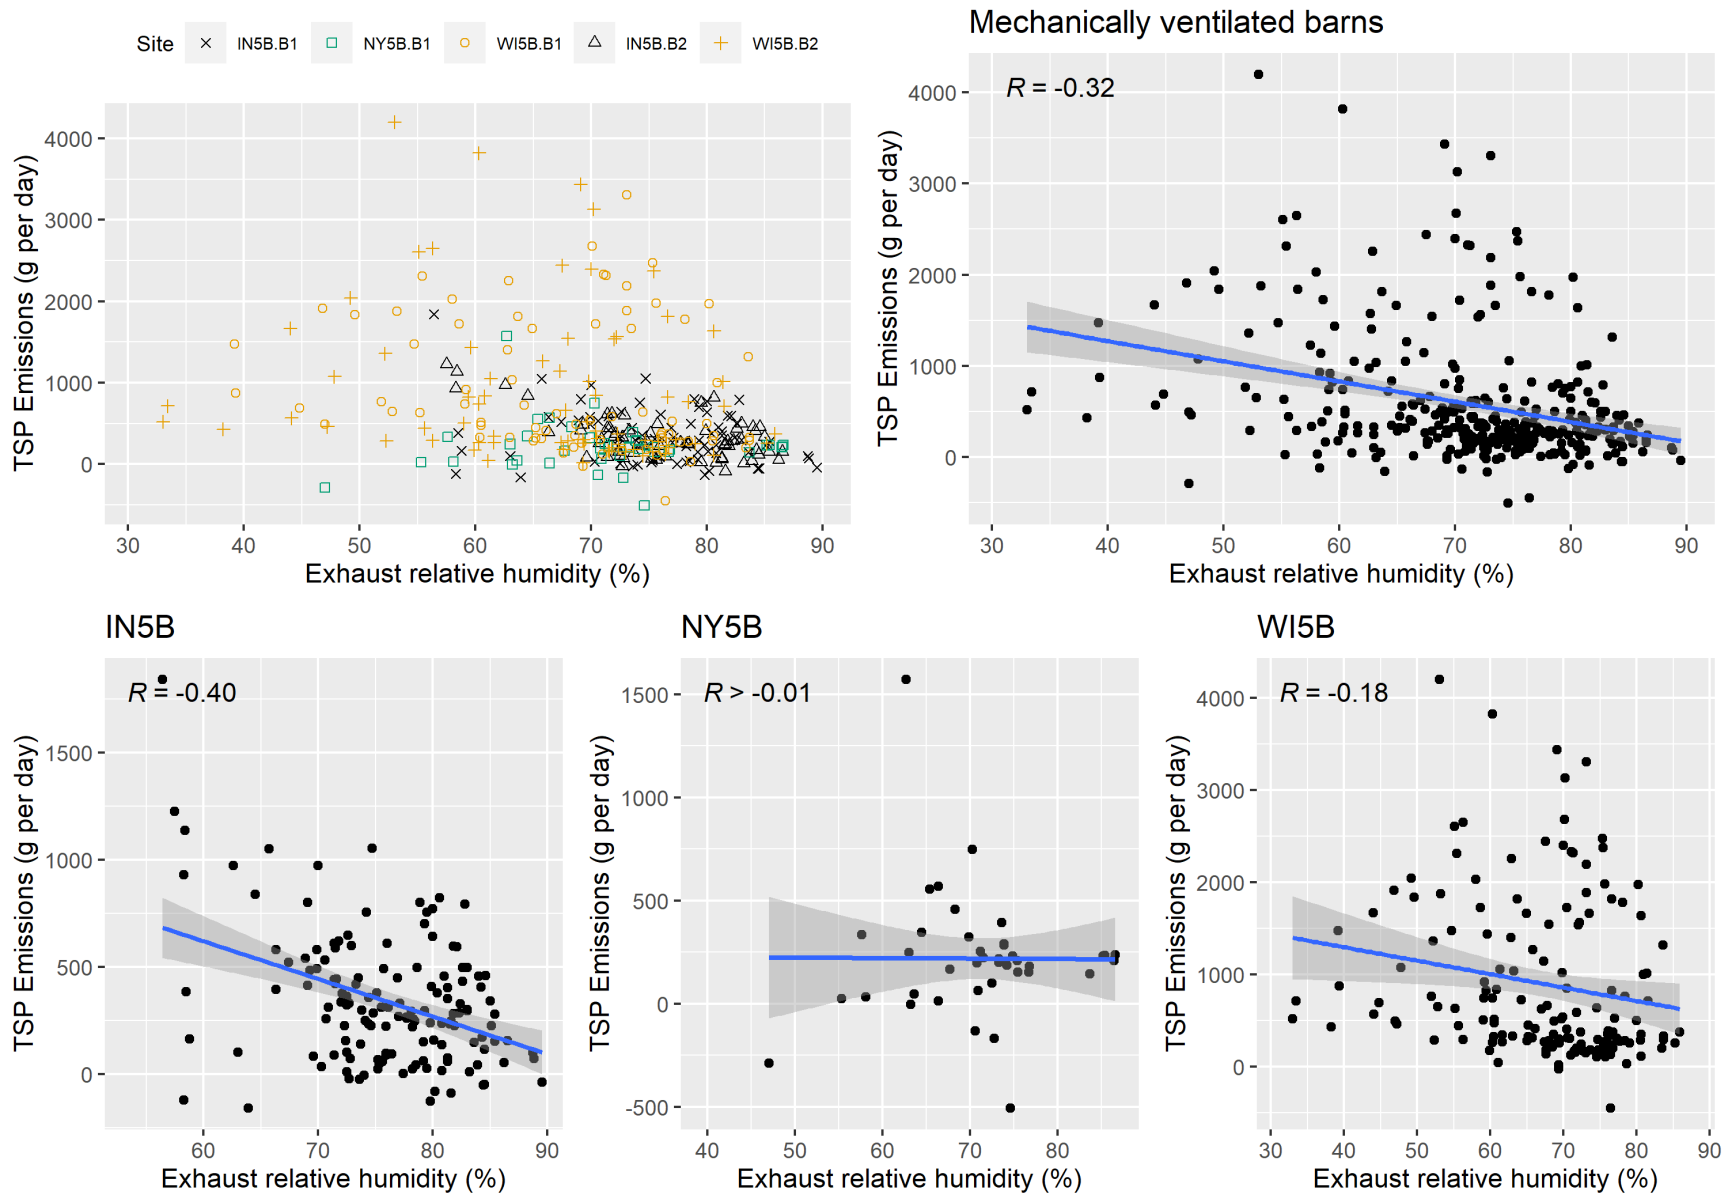 Site IN5B.B1 NY5B.B1 WI5B.B1 IN5B.B2 WI5B.B2
TSP Emissions (g per day)
4000
3000
2000
1000
0
30 40 50 60 70 80 90
Exhaust relative humidity (%)
Mechanically ventilated barns
R = -0.32
TSP Emissions (g per day)
4000
3000
2000
1000
0
30 40 50 60 70 80 90
Exhaust relative humidity (%)
IN5B
R = -0.40
TSP Emissions (g per day)
1500
1000
500
0
60 70 80 90
Exhaust relative humidity (%)
NY5B
R > -0.01
TSP Emissions (g per day)
1500
1000
500
0
-500
40 50 60 70 80
Exhaust relative humidity (%)
WI5B
R = -0.18
TSP Emissions (g per day)
4000
3000
2000
1000
0
30 40 50 60 70 80 90
Exhaust relative humidity (%)